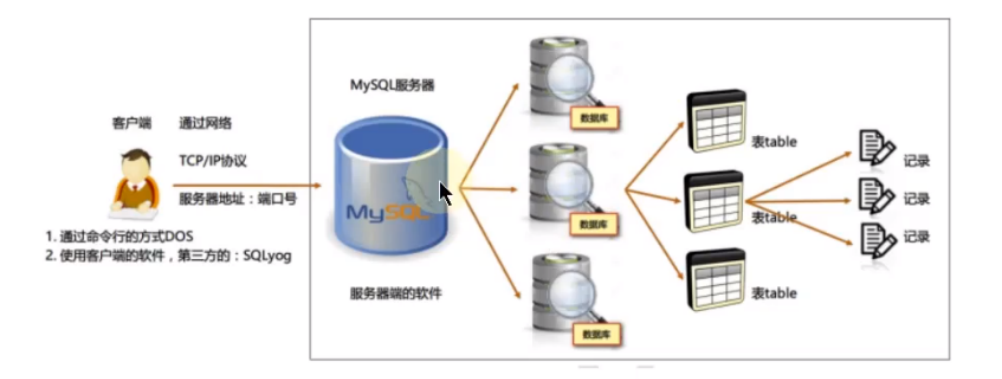 MySQL服务器
客户端
通过网络
TCP/IP协议
服务器地址：端口号
1. 通过命令行的方式DOS
2. 使用客户端的软件，第三方的：SQLyog
MySQL
服务器端的软件
数据库
数据库
数据库
表table
表table
表table
记录
记录
记录